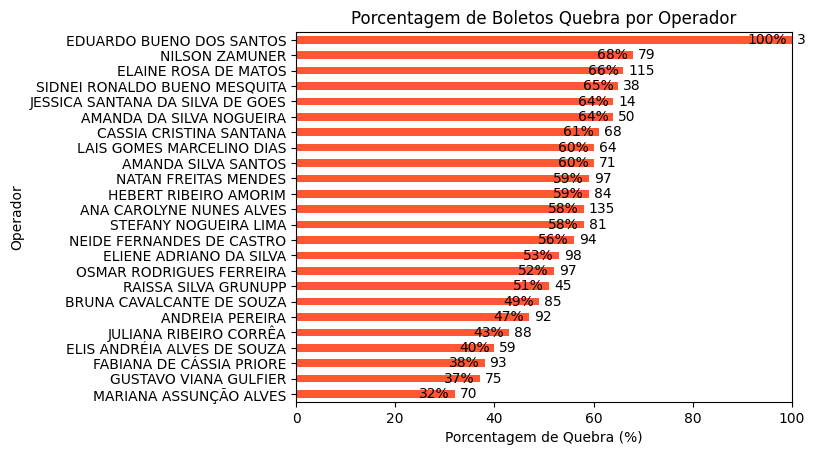 Porcentagem de Boletos Quebra por Operador
EDUARDO BUENO DOS SANTOS 100% 3
NILSON ZAMUNER 68% 79
ELAINE ROSA DE MATOS 66% 115
SIDNEI RONALDO BUENO MESQUITA 65% 38
JESSICA SANTANA DA SILVA DE GOES 64% 14
AMANDA DA SILVA NOGUEIRA 64% 50
CASSIA CRISTINA SANTANA 61% 68
LAIS GOMES MARCELINO DIAS 60% 64
AMANDA SILVA SANTOS 60% 71
NATAN FREITAS MENDES 59% 97
HEBERT RIBEIRO AMORIM 59% 84
ANA CAROLYNE NUNES ALVES 58% 135
STEFANY NOGUEIRA LIMA 58% 81
NEIDE FERNANDES DE CASTRO 56% 94
ELIENE ADRIANO DA SILVA 53% 98
OSMAR RODRIGUES FERREIRA 52% 97
RAISSA SILVA GRUNUPP 51% 45
BRUNA CAVALCANTE DE SOUZA 49% 85
ANDREIA PEREIRA 47% 92
JULIANA RIBEIRO CORRÊA 43% 88
ELIS ANDRÉIA ALVES DE SOUZA 40% 59
FABIANA DE CÁSSIA PRIORE 38% 93
GUSTAVO VIANA GULFIER 37% 75
MARIANA ASSUNÇÃO ALVES 32% 70
Operador
0 20 40 60 80 100
Porcentagem de Quebra (%)